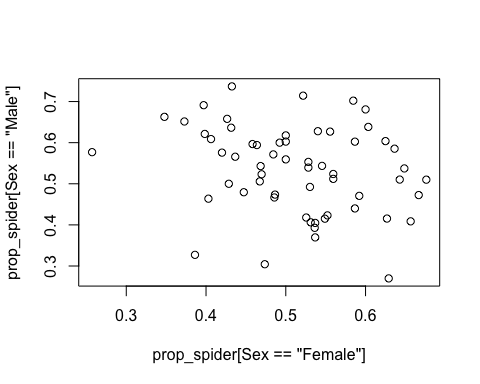 prop_spider[Sex == "Male"]
0.7
0.6
0.5
0.4
0.3
0.3 0.4 0.5 0.6
prop_spider[Sex == "Female"]